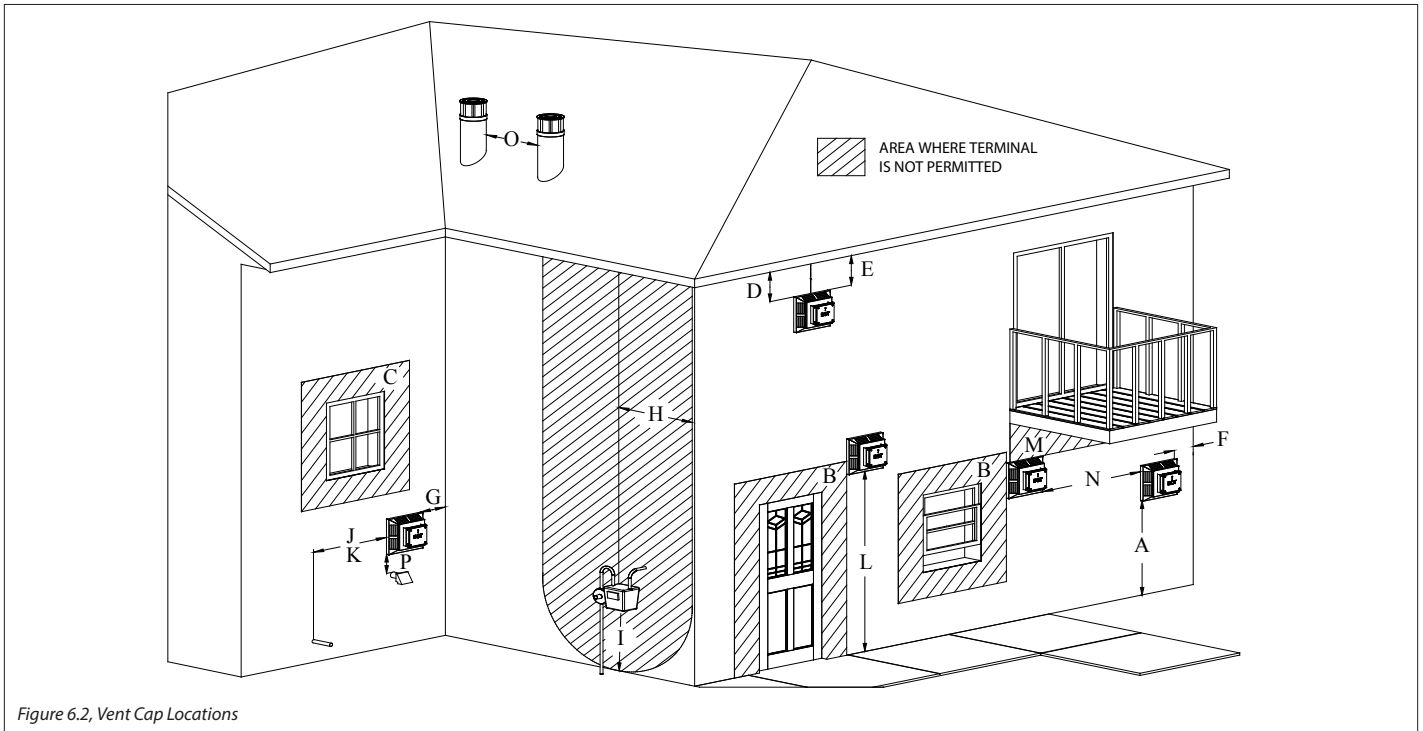 O
AREA WHERE TERMINAL
IS NOT PERMITTED
D
E
C
H
F
M
B
B
N
G
J
K
P
L
A
I
Figure 6.2, Vent Cap Locations